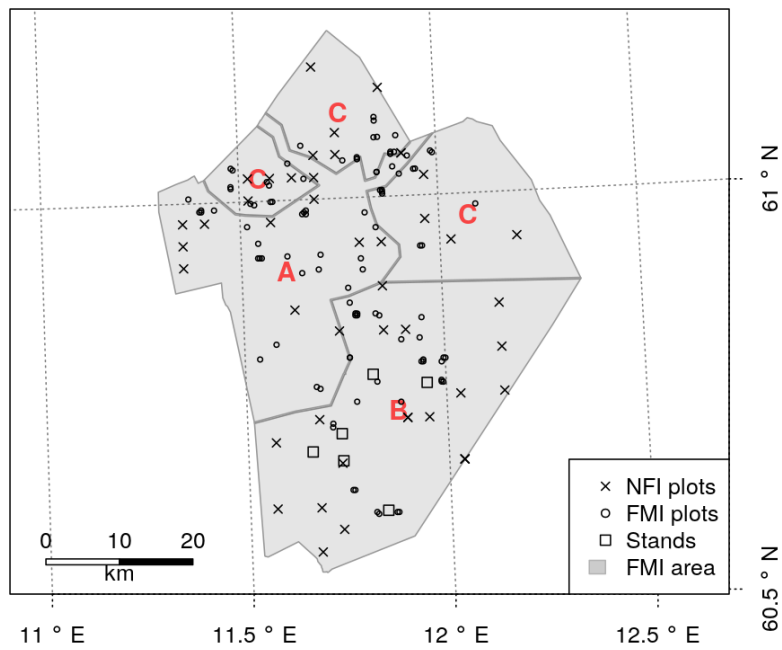 C
C
C
A
B
61 ° N
60.5 ° N
0 10 20
km
NFI plots
FMI plots
Stands
FMI area
11 ° E 11.5 ° E 12 ° E 12.5 ° E